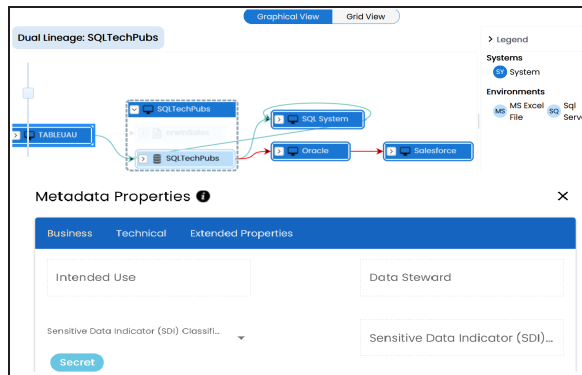 Graphical View Grid View
Dual Lineage: SQLTechPubs
Legend
Systems
SY System
Environments
MS MS Excel File
SQ Sql Serve
SQLTechPubs
SQL System
TABLEUAU
SQLTechPubs
Oracle
Salesforce
Metadata Properties i
Business Technical Extended Properties
Intended Use
Data Steward
Sensitive Data Indicator (SDI) Classifi...
Sensitive Data Indicator (SDI)...
Secret